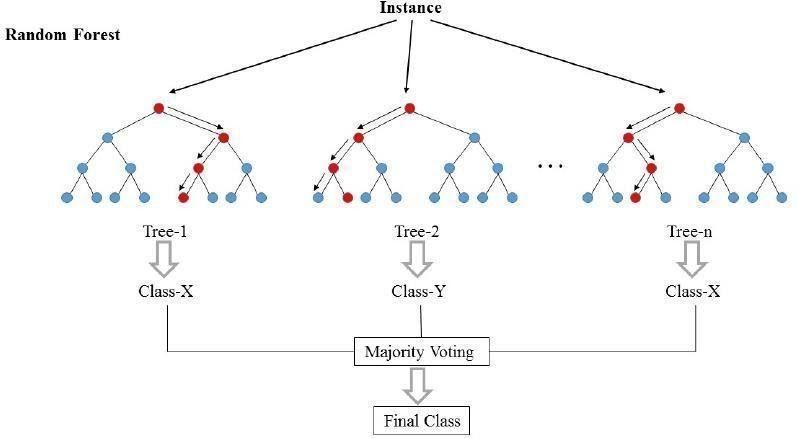 Instance
Random Forest
...
Tree-1
Tree-2
Tree-n
Class-X
Class-Y
Class-X
Majority Voting
Final Class